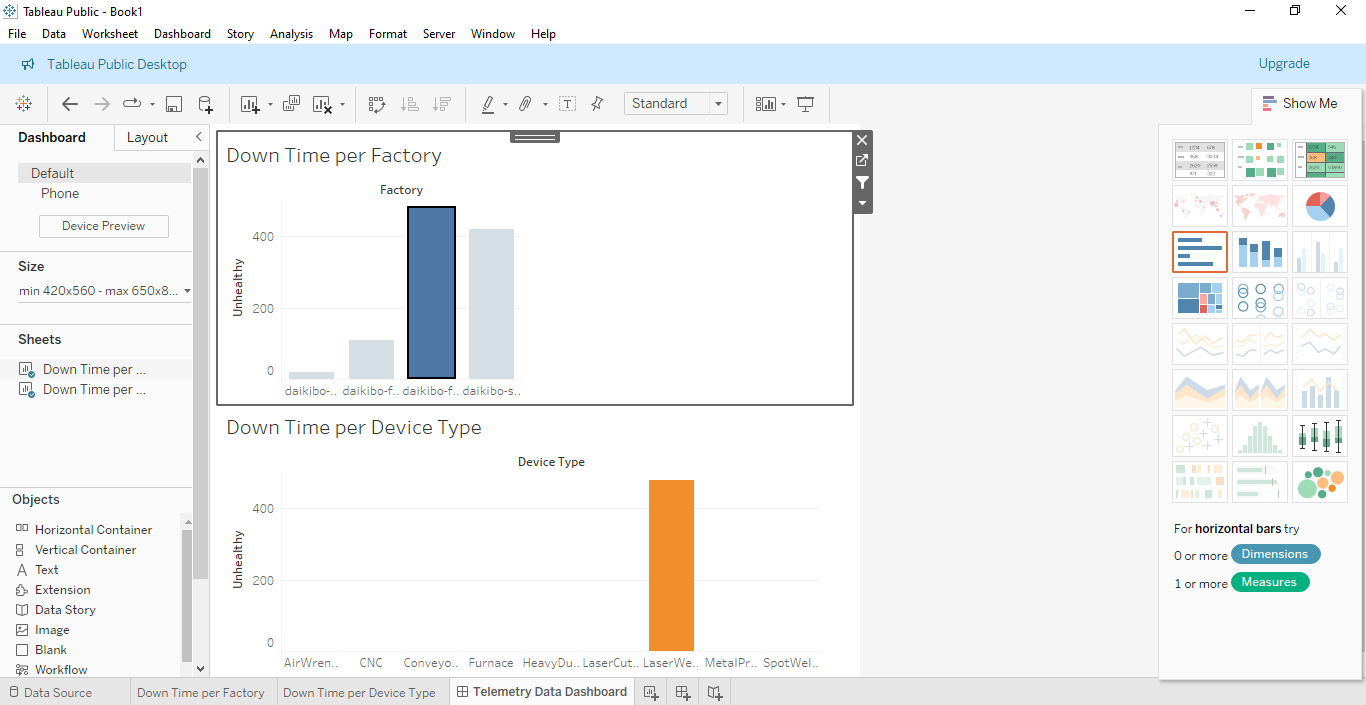 Tableau Public - Book1
File Data Worksheet Dashboard Story Analysis Map Format Server Window Help
Tableau Public Desktop
Upgrade
Standard
Show Me
Dashboard
Layout
Default
Phone
Device Preview
Size
min 420x560 - max 650x8...
Sheets
Down Time per ...
Down Time per ...
Objects
Horizontal Container
Vertical Container
Text
Extension
Data Story
Image
Blank
Workflow
Down Time per Factory
Factory
Unhealthy
400
200
0
daikibo-.. daikibo-f.. daikibo-f.. daikibo-s..
Down Time per Device Type
Device Type
Unhealthy
400
200
0
AirWren.. CNC Conveyo.. Furnace HeavyDu.. LaserCut.. LaserWe.. MetalPr.. SpotWel..
For horizontal bars try
0 or more Dimensions
1 or more Measures
Data Source
Down Time per Factory
Down Time per Device Type
Telemetry Data Dashboard